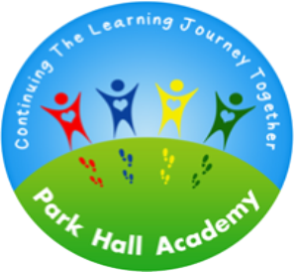 Continuing The Learning Journey Together
Park Hall Academy